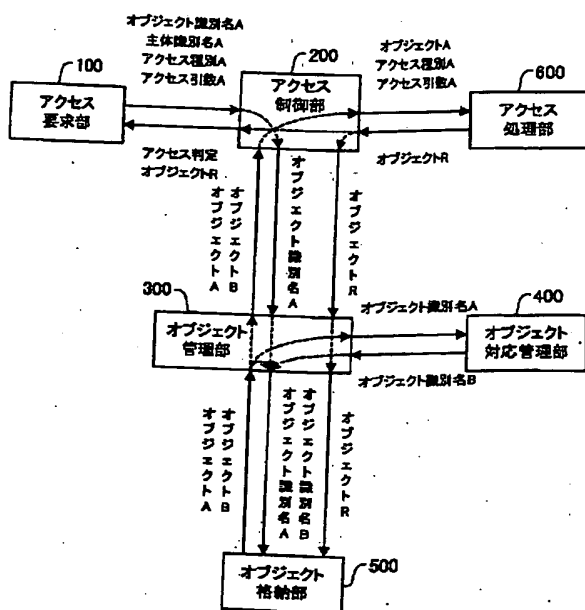 オブジェクト識別名A
主体識別名A
アクセス種別A
アクセス引数A
200
オブジェクトA
アクセス種別A
アクセス引数A
100
アクセス
要求部
アクセス
制御部
600
アクセス
処理部
アクセス判定
オブジェクトR
オブジェクトR
オブジェクトA
オブジェクトB
オブジェクト識別名A
オブジェクトR
300
オブジェクト
管理部
オブジェクト識別名A
400
オブジェクト
対応管理部
オブジェクト識別名B
オブジェクトA
オブジェクトB
オブジェクト識別名A
オブジェクト識別名B
オブジェクトR
オブジェクト
格納部
500